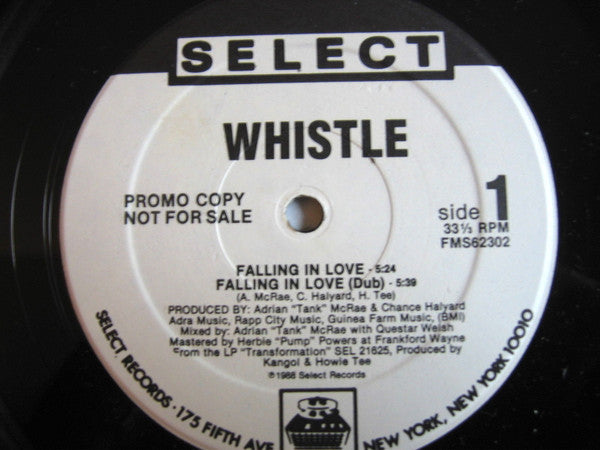 SELECT
WHISTLE
PROMO COPY
NOT FOR SALE
side 1
33⅓ RPM
FMS62302
FALLING IN LOVE - 5:24
FALLING IN LOVE (Dub) - 5:39
(A. McRae, C. Halyard, H. Tee)
PRODUCED BY: Adrian "Tank" McRae & Chance Halyard
Adra Music, Rapp City Music, Guinea Farm Music, (BMI)
Mixed by: Adrian "Tank" McRae with Questar Welsh
Mastered by Herbie "Pump" Powers at Frankford Wayne
From the LP "Transformation" SEL 21625, Produced by
Kangol & Howie Tee
℗1988 Select Records
SELECT RECORDS · 175 FIFTH AVE NEW YORK, NEW YORK 10010